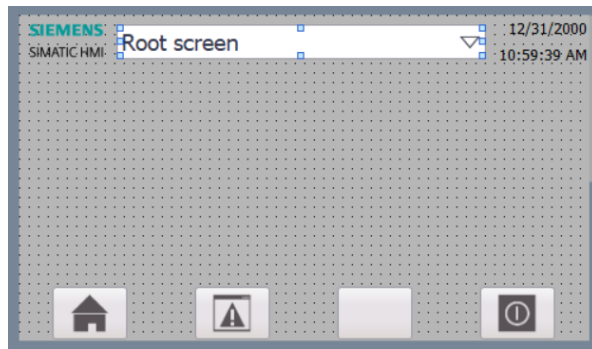 SIEMENS
SIMATIC HMI
Root screen
12/31/2000
10:59:39 AM